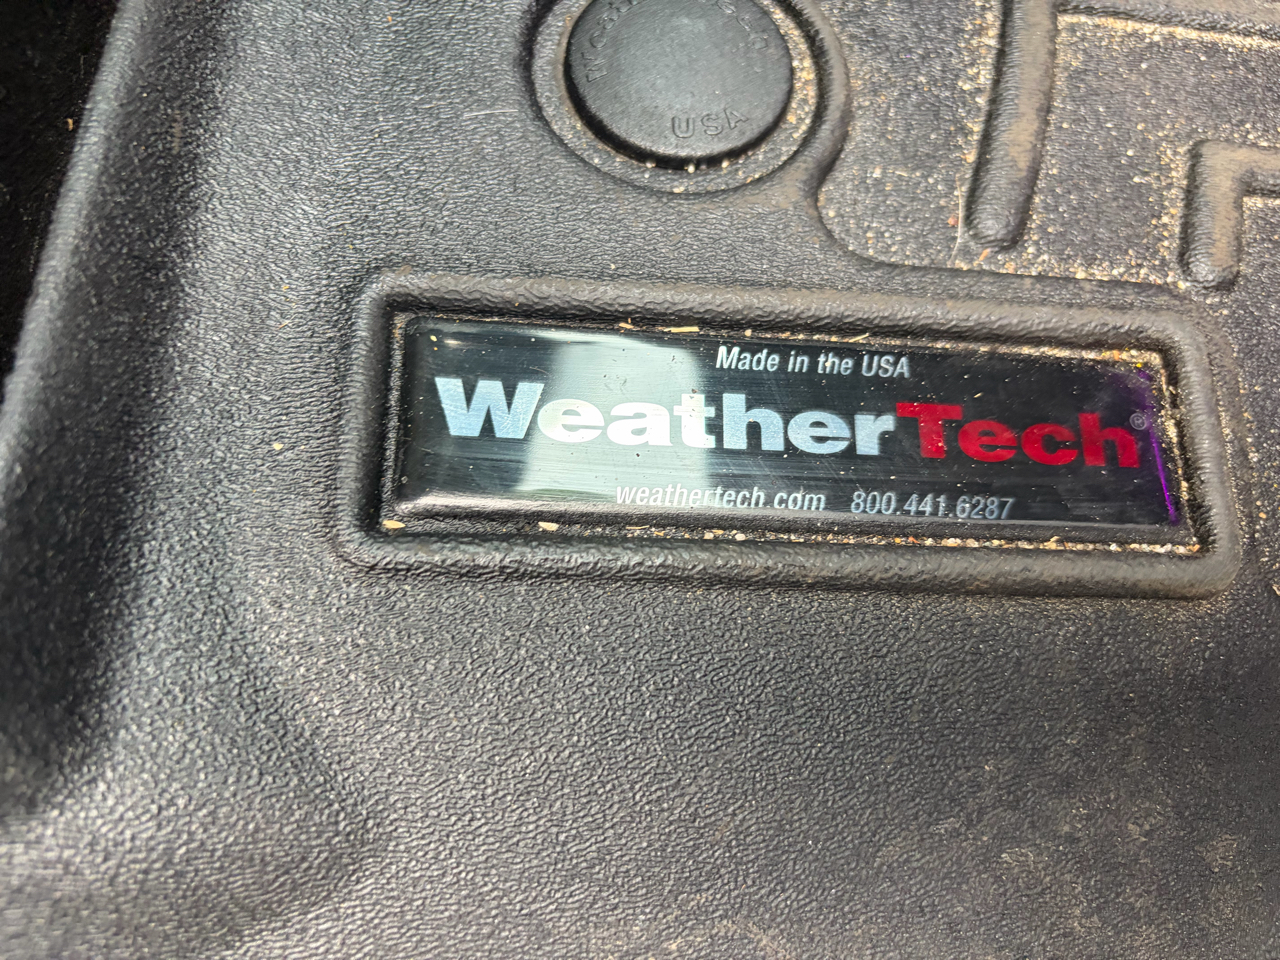 USA
Made in the USA
WeatherTech®
weathertech.com 800.441.6287